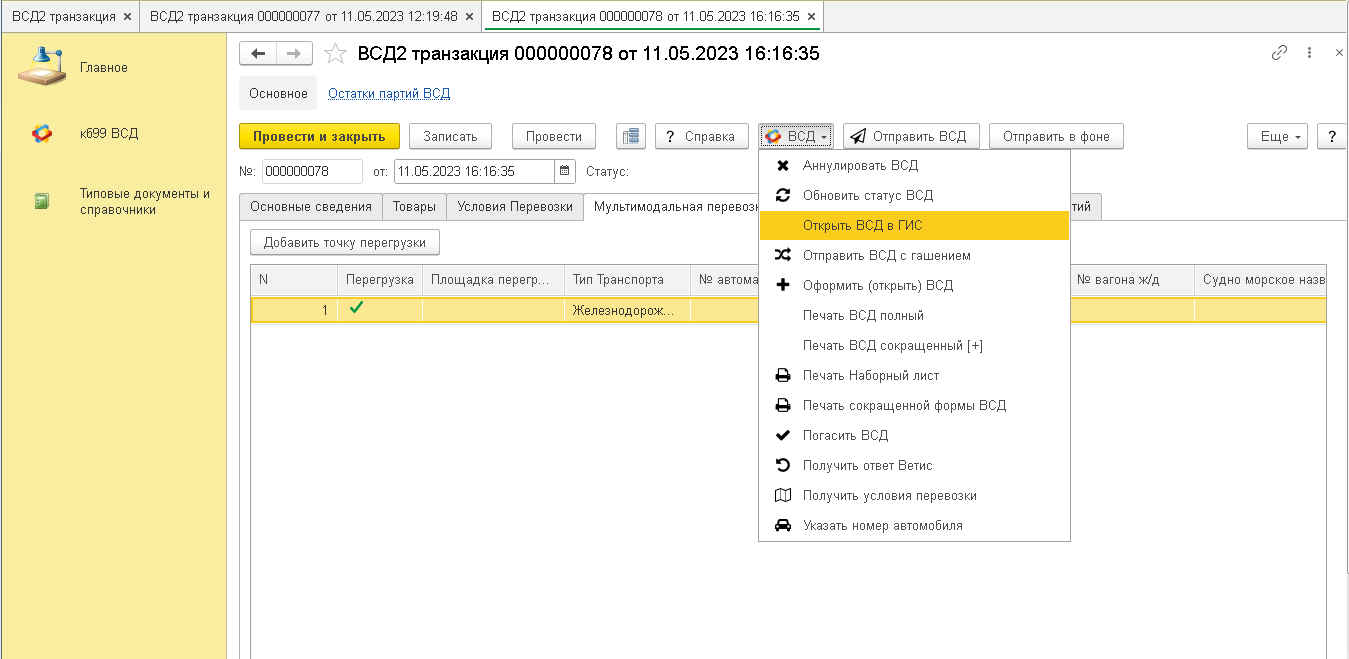 ВСД2 транзакция × ВСД2 транзакция 000000077 от 11.05.2023 12:19:48 × ВСД2 транзакция 000000078 от 11.05.2023 16:16:35 ×
Главное
к699 ВСД
Типовые документы и
справочники
ВСД2 транзакция 000000078 от 11.05.2023 16:16:35
Основное Остатки партий ВСД
Провести и закрыть Записать Провести ? Справка ВСД Отправить ВСД Отправить в фоне Еще ?
№: 000000078 от: 11.05.2023 16:16:35 Статус:
Основные сведения Товары Условия Перевозки Мультимодальная перевозк тий
Добавить точку перегрузки
N Перегрузка Площадка перегр... Тип Транспорта № автома № вагона ж/д Судно морское назв
1 Железнодорож...
Аннулировать ВСД
Обновить статус ВСД
Открыть ВСД в ГИС
Отправить ВСД с гашением
Оформить (открыть) ВСД
Печать ВСД полный
Печать ВСД сокращенный [+]
Печать Наборный лист
Печать сокращенной формы ВСД
Погасить ВСД
Получить ответ Ветис
Получить условия перевозки
Указать номер автомобиля